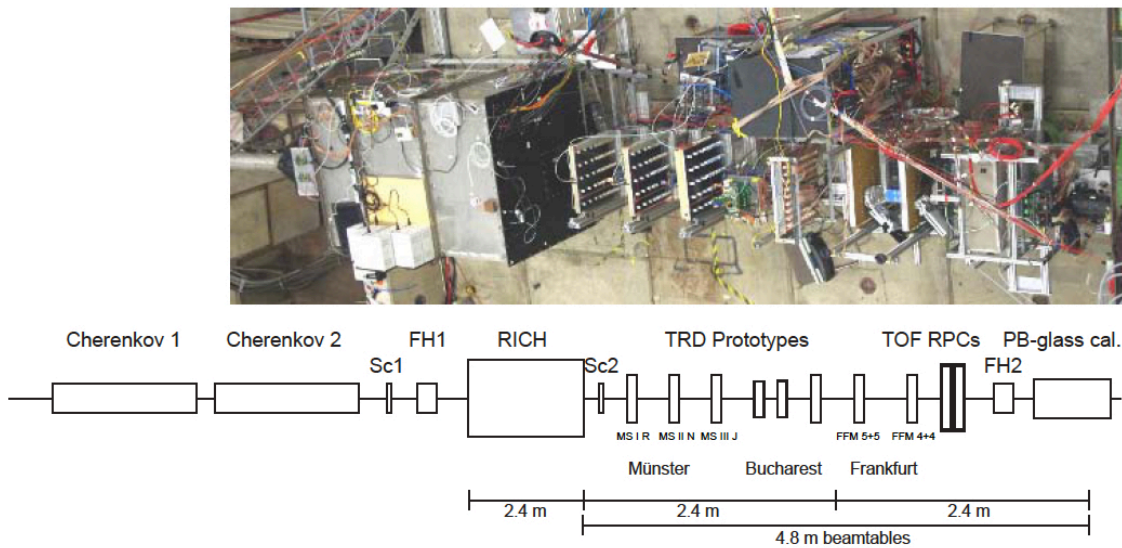 Cherenkov 1 Cherenkov 2 FH1 RICH TRD Prototypes TOF RPCs PB-glass cal.
Sc1 Sc2 FH2
MS I R MS II N MS III J FFM 5+5 FFM 4+4
Münster Bucharest Frankfurt
2.4 m 2.4 m 2.4 m
4.8 m beamtables